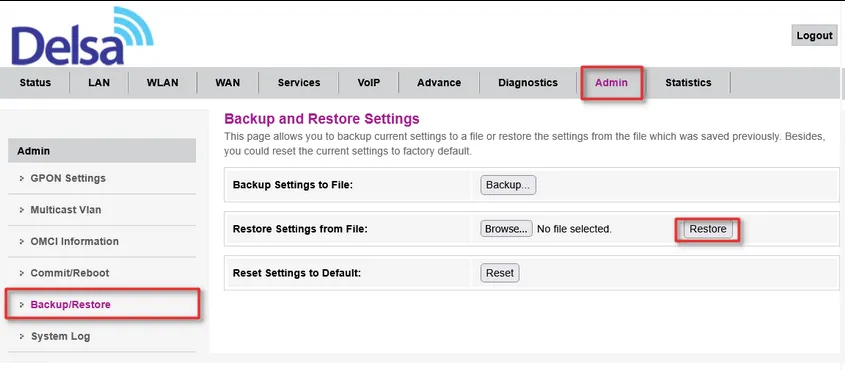 Delsa
Logout
Status LAN WLAN WAN Services VoIP Advance Diagnostics Admin Statistics
Backup and Restore Settings
This page allows you to backup current settings to a file or restore the settings from the file which was saved previously. Besides,
you could reset the current settings to factory default.
Admin
GPON Settings
Multicast Vlan
OMCI Information
Commit/Reboot
Backup/Restore
System Log
Backup Settings to File: Backup...
Restore Settings from File: Browse... No file selected. Restore
Reset Settings to Default: Reset